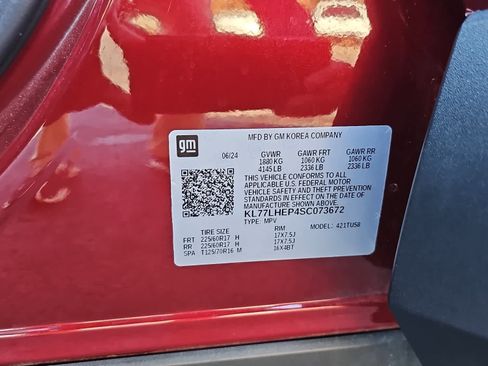 gm
MFD BY GM KOREA COMPANY
06/24 GVWR GAWR FRT GAWR RR
1880 KG 1060 KG 1060 KG
4145 LB 2336 LB 2336 LB
THIS VEHICLE CONFORMS TO ALL
APPLICABLE U.S. FEDERAL MOTOR
VEHICLE SAFETY AND THEFT PREVENTION
STANDARDS IN EFFECT ON THE DATE OF
MANUFACTURE SHOWN ABOVE.
KL77LHEP4SC073672
TYPE: MPV
TIRE SIZE RIM MODEL: 421TUS8
FRT 225/60R17 H 17X7.5J
RR 225/60R17 H 17X7.5J
SPA T125/70R16 M 16X4BT